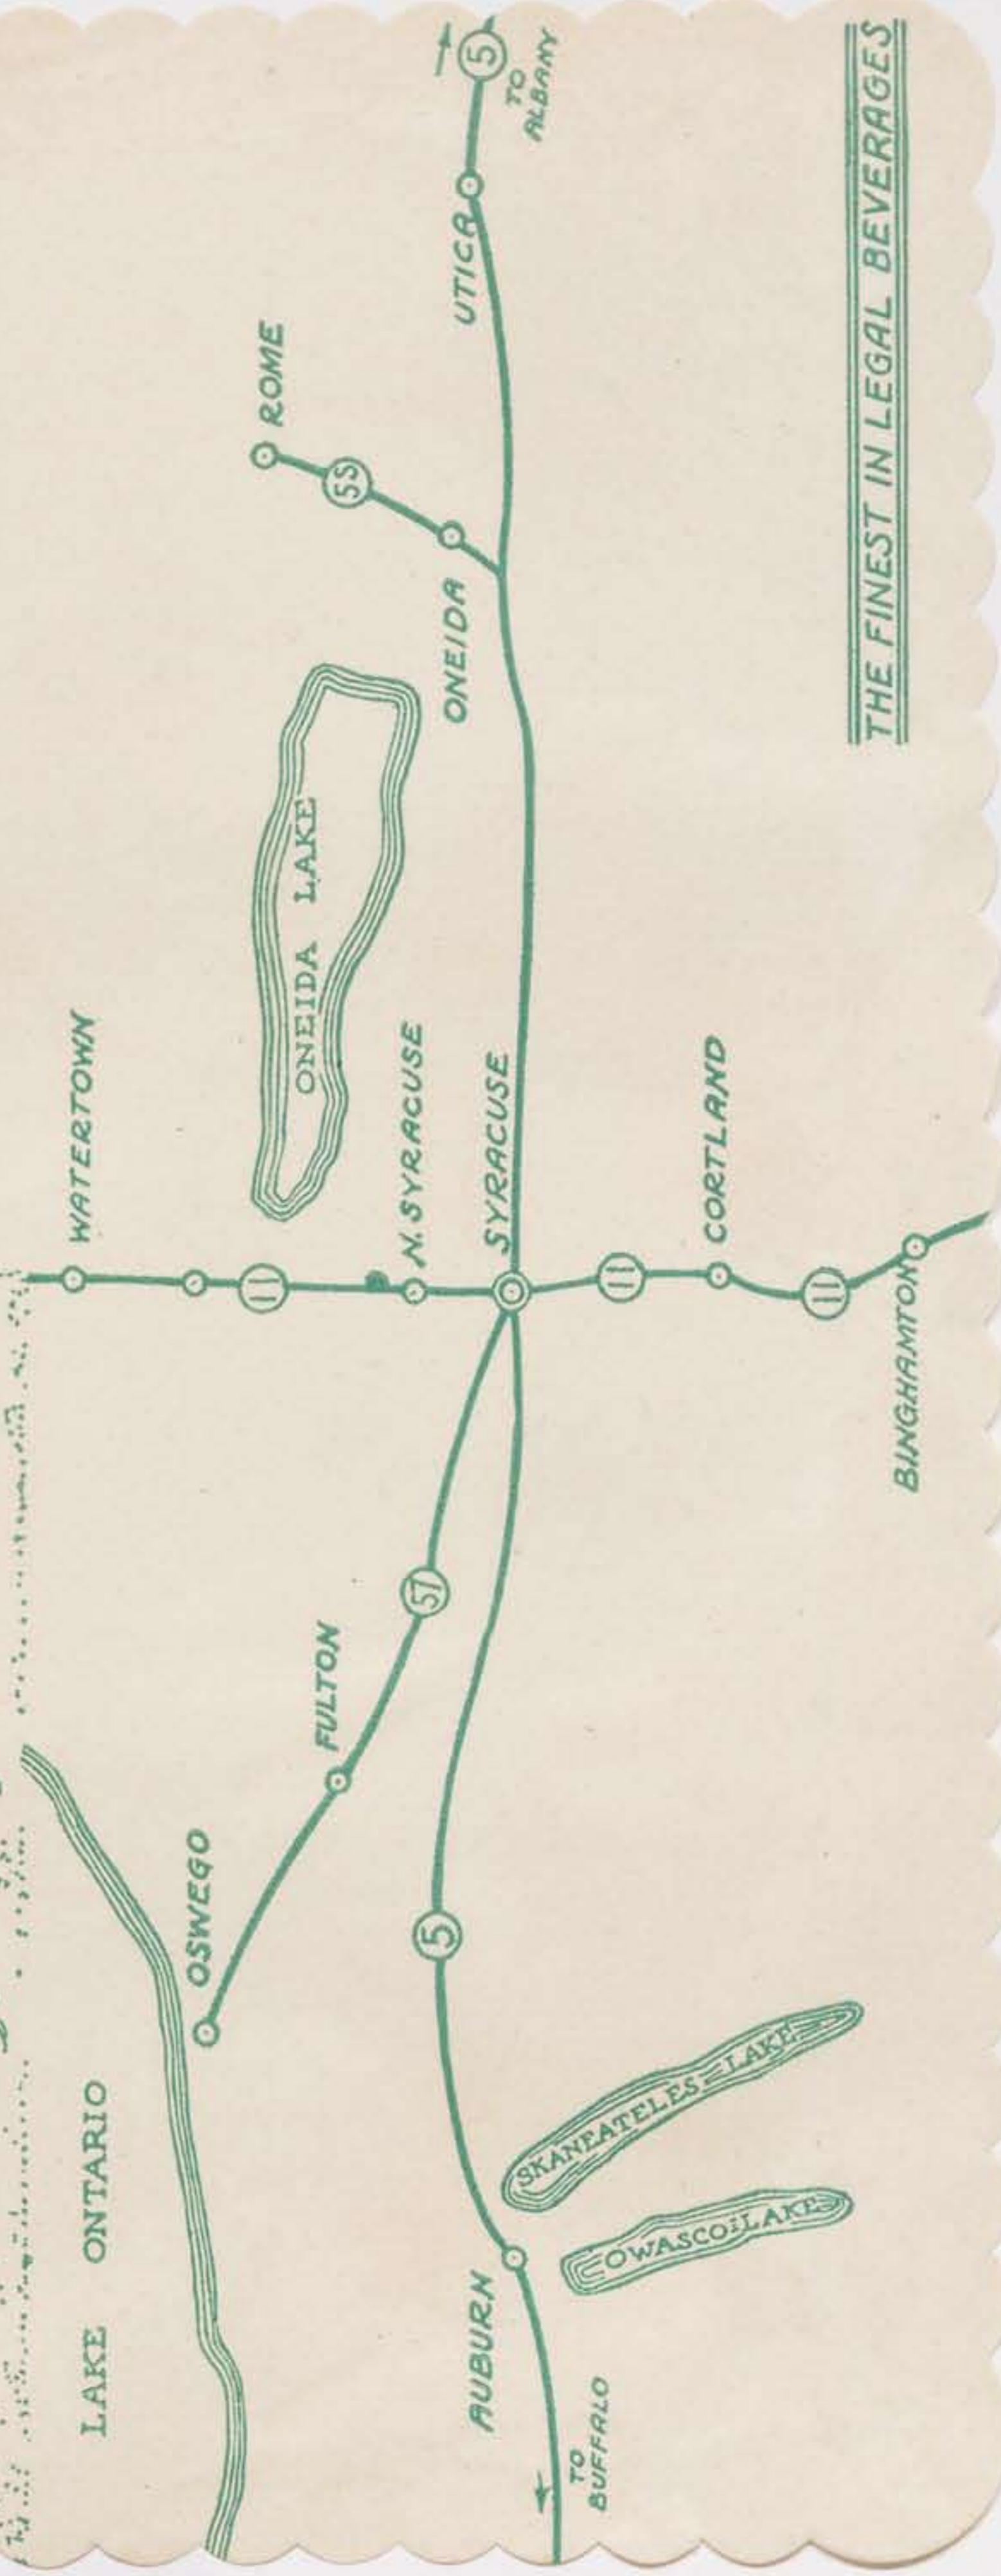 LAKE ONTARIO
WATERTOWN
OSWEGO
ROME
ONEIDA LAKE
55
11
FULTON
N. SYRACUSE
57
ONEIDA
UTICA
5
TO
ALBANY
5
AUBURN
SYRACUSE
TO
BUFFALO
SKANEATELES LAKE
OWASCO LAKE
11
CORTLAND
11
BINGHAMTON
THE FINEST IN LEGAL BEVERAGES